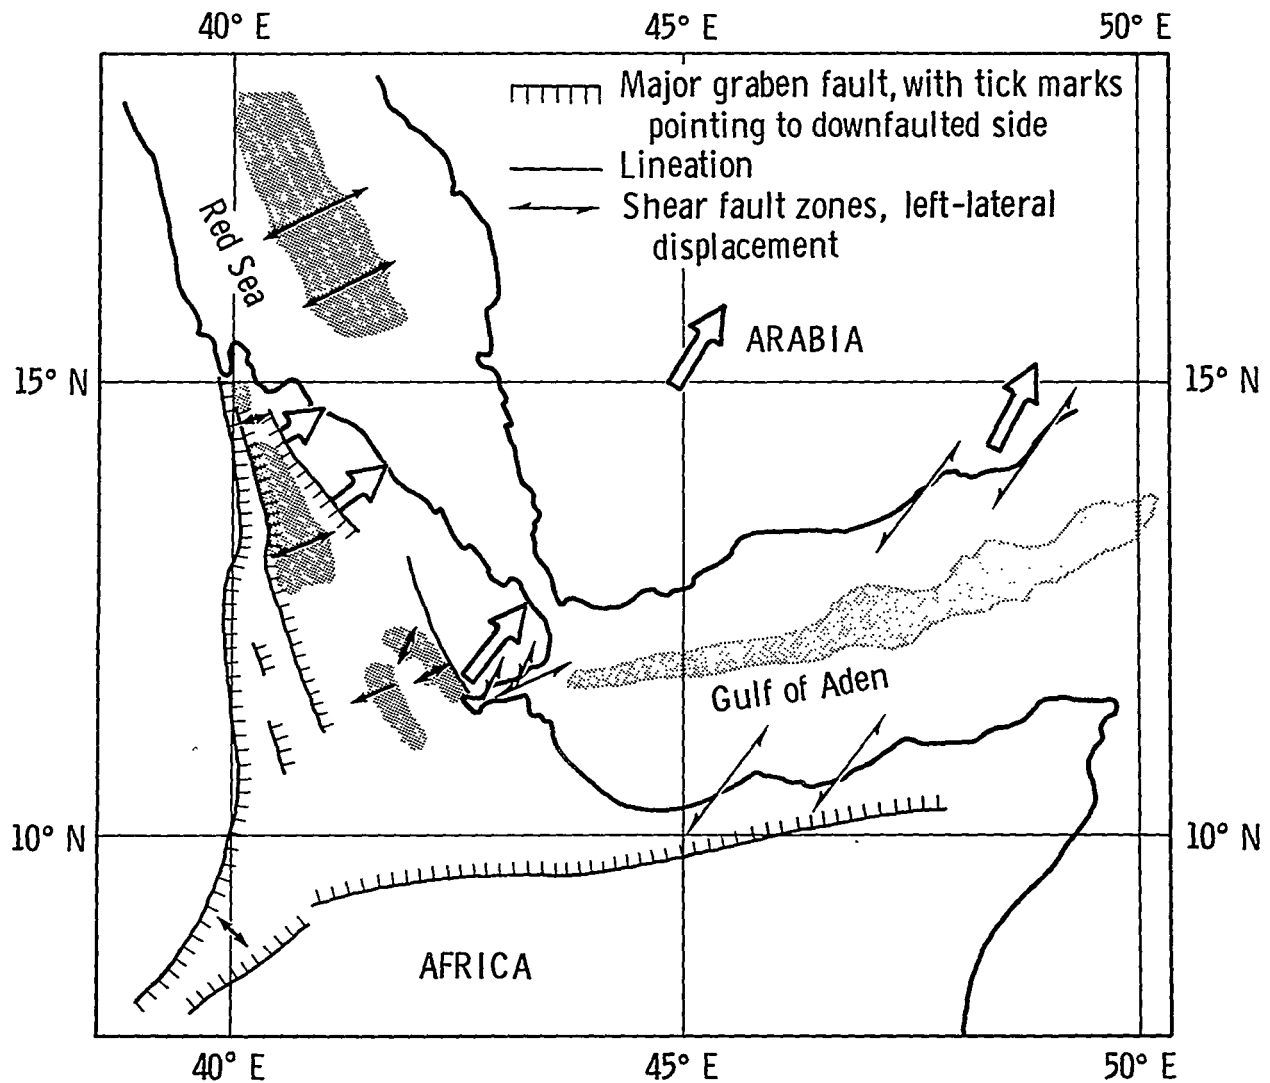 40° E 45° E 50° E
Major graben fault, with tick marks
pointing to downfaulted side
Lineation
Shear fault zones, left-lateral
displacement
Red Sea
ARABIA
15° N 15° N
Gulf of Aden
10° N 10° N
AFRICA
40° E 45° E 50° E